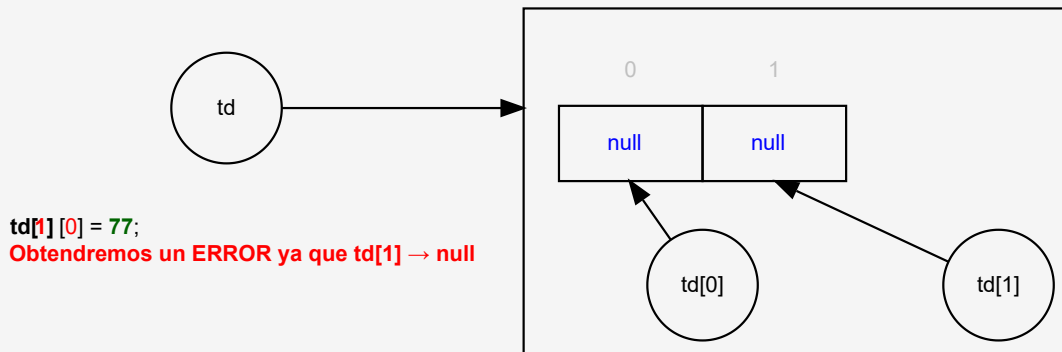 0 1
td
null null
td[1] [0] = 77;
Obtendremos un ERROR ya que td[1] → null
td[0] td[1]